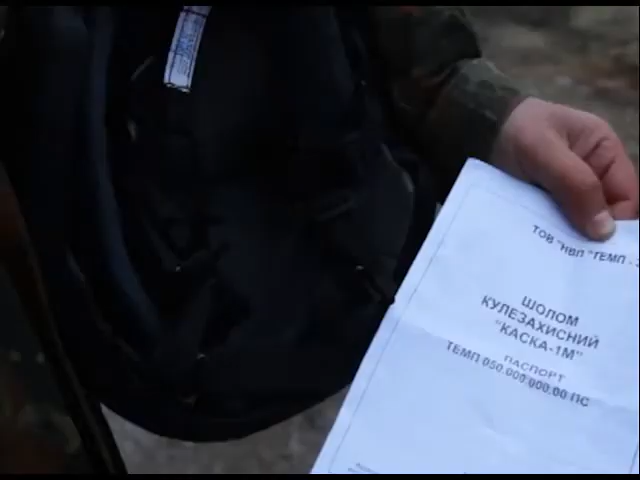 ТОВ "НВП "ТЕМП -
ШОЛОМ
КУЛЕЗАХИСНИЙ
"КАСКА-1М"
ПАСПОРТ
ТЕМП 050.000.000.00 ПС